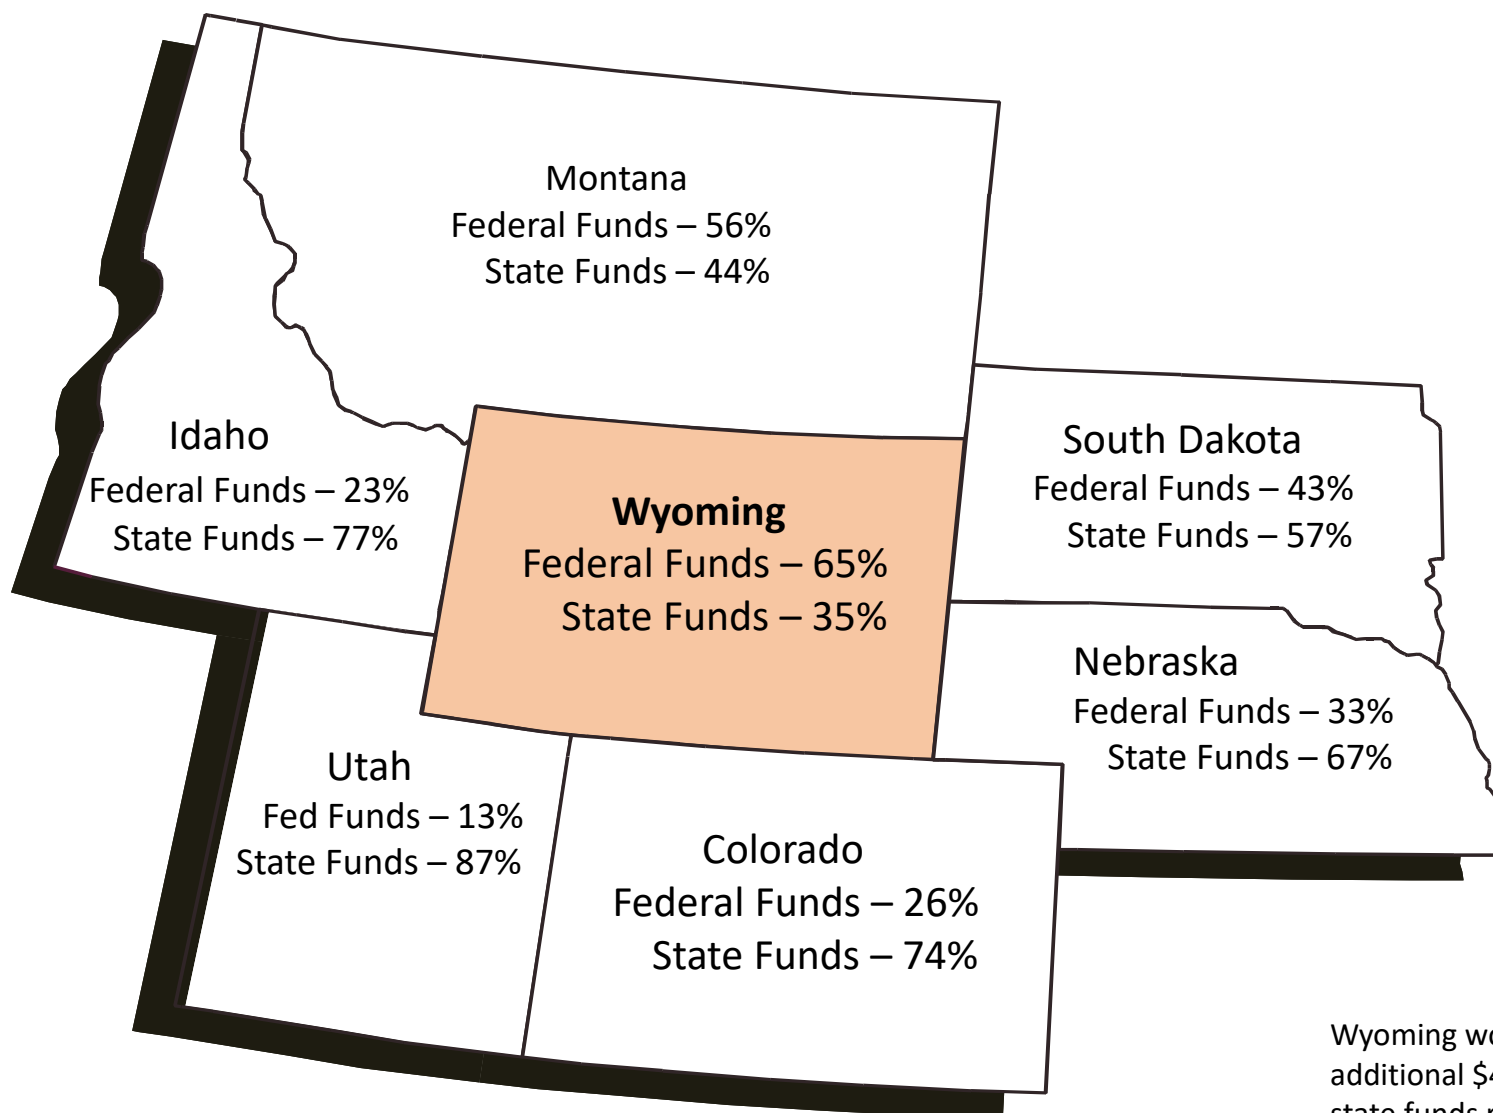 Montana
Federal Funds – 56%
State Funds – 44%
Idaho
Federal Funds – 23%
State Funds – 77%
Wyoming
Federal Funds – 65%
State Funds – 35%
South Dakota
Federal Funds – 43%
State Funds – 57%
Nebraska
Federal Funds – 33%
State Funds – 67%
Utah
Fed Funds – 13%
State Funds – 87%
Colorado
Federal Funds – 26%
State Funds – 74%
Wyoming
additional
state funds